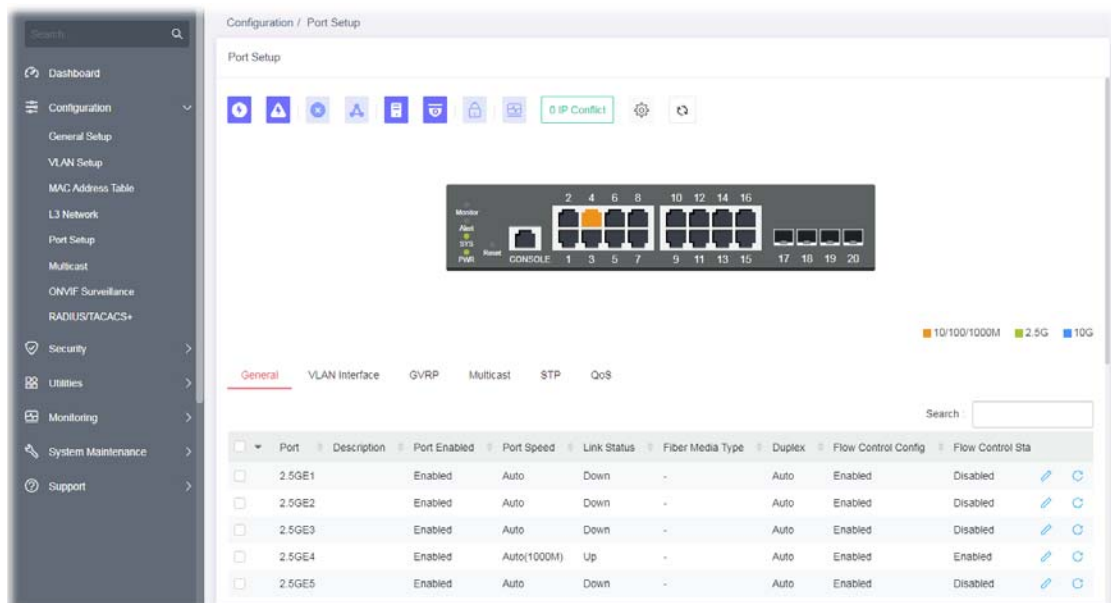 Configuration / Port Setup
Search
Port Setup
Dashboard
Configuration
General Setup
VLAN Setup
MAC Address Table
L3 Network
Port Setup
Multicast
ONVIF Surveillance
RADIUS/TACACS+
Security
Utilities
Monitoring
System Maintenance
Support
0 IP Conflict
2 4 6 8 10 12 14 16
Monitor
Alert
SYS
PWR
Reset
CONSOLE 1 3 5 7 9 11 13 15 17 18 19 20
10/100/1000M 2.5G 10G
General VLAN Interface GVRP Multicast STP QoS
Search :
Port Description Port Enabled Port Speed Link Status Fiber Media Type Duplex Flow Control Config Flow Control Sta
2.5GE1 Enabled Auto Down - Auto Enabled Disabled
2.5GE2 Enabled Auto Down - Auto Enabled Disabled
2.5GE3 Enabled Auto Down - Auto Enabled Disabled
2.5GE4 Enabled Auto(1000M) Up - Auto Enabled Enabled
2.5GE5 Enabled Auto Down - Auto Enabled Disabled